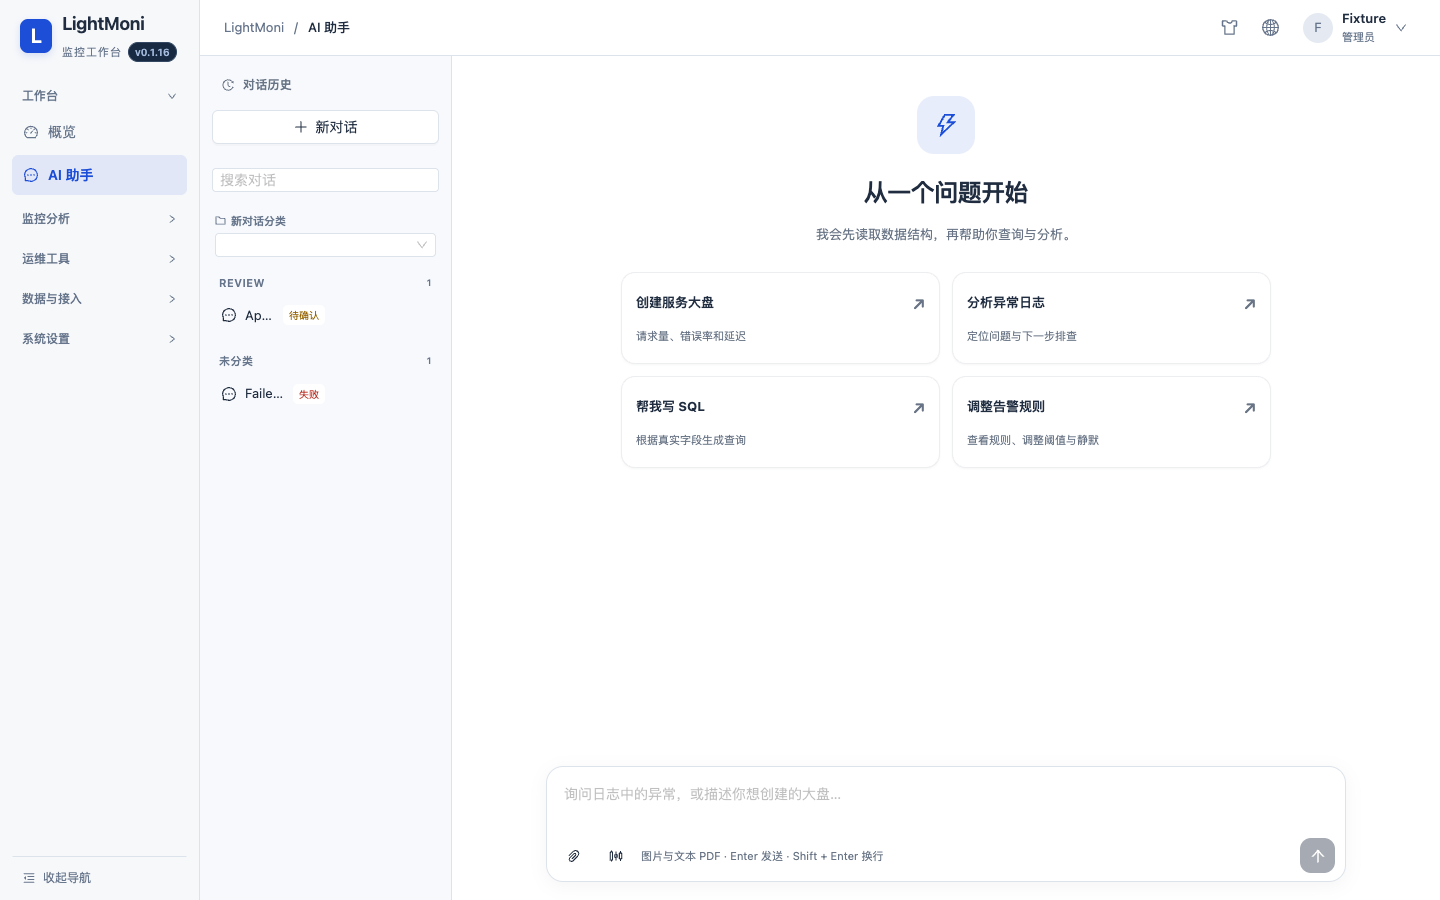 L
LightMoni
监控工作台 v0.1.16
工作台
概览
AI 助手
监控分析
运维工具
数据与接入
系统设置
收起导航
LightMoni / AI 助手
F
Fixture
管理员
对话历史
新对话
搜索对话
新对话分类
REVIEW 1
Ap... 待确认
未分类 1
Faile... 失败
从一个问题开始
我会先读取数据结构，再帮助你查询与分析。
创建服务大盘
请求量、错误率和延迟
分析异常日志
定位问题与下一步排查
帮我写 SQL
根据真实字段生成查询
调整告警规则
查看规则、调整阈值与静默
询问日志中的异常，或描述你想创建的大盘...
图片与文本 PDF · Enter 发送 · Shift + Enter 换行